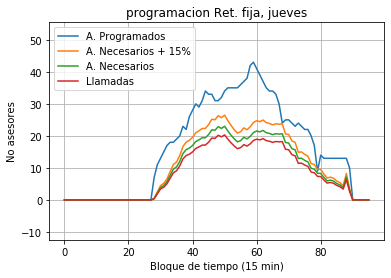 programacion Ret. fija, jueves
A. Programados
A. Necesarios + 15%
A. Necesarios
Llamadas
50
40
30
20
10
0
−10
No asesores
0 20 40 60 80
Bloque de tiempo (15 min)